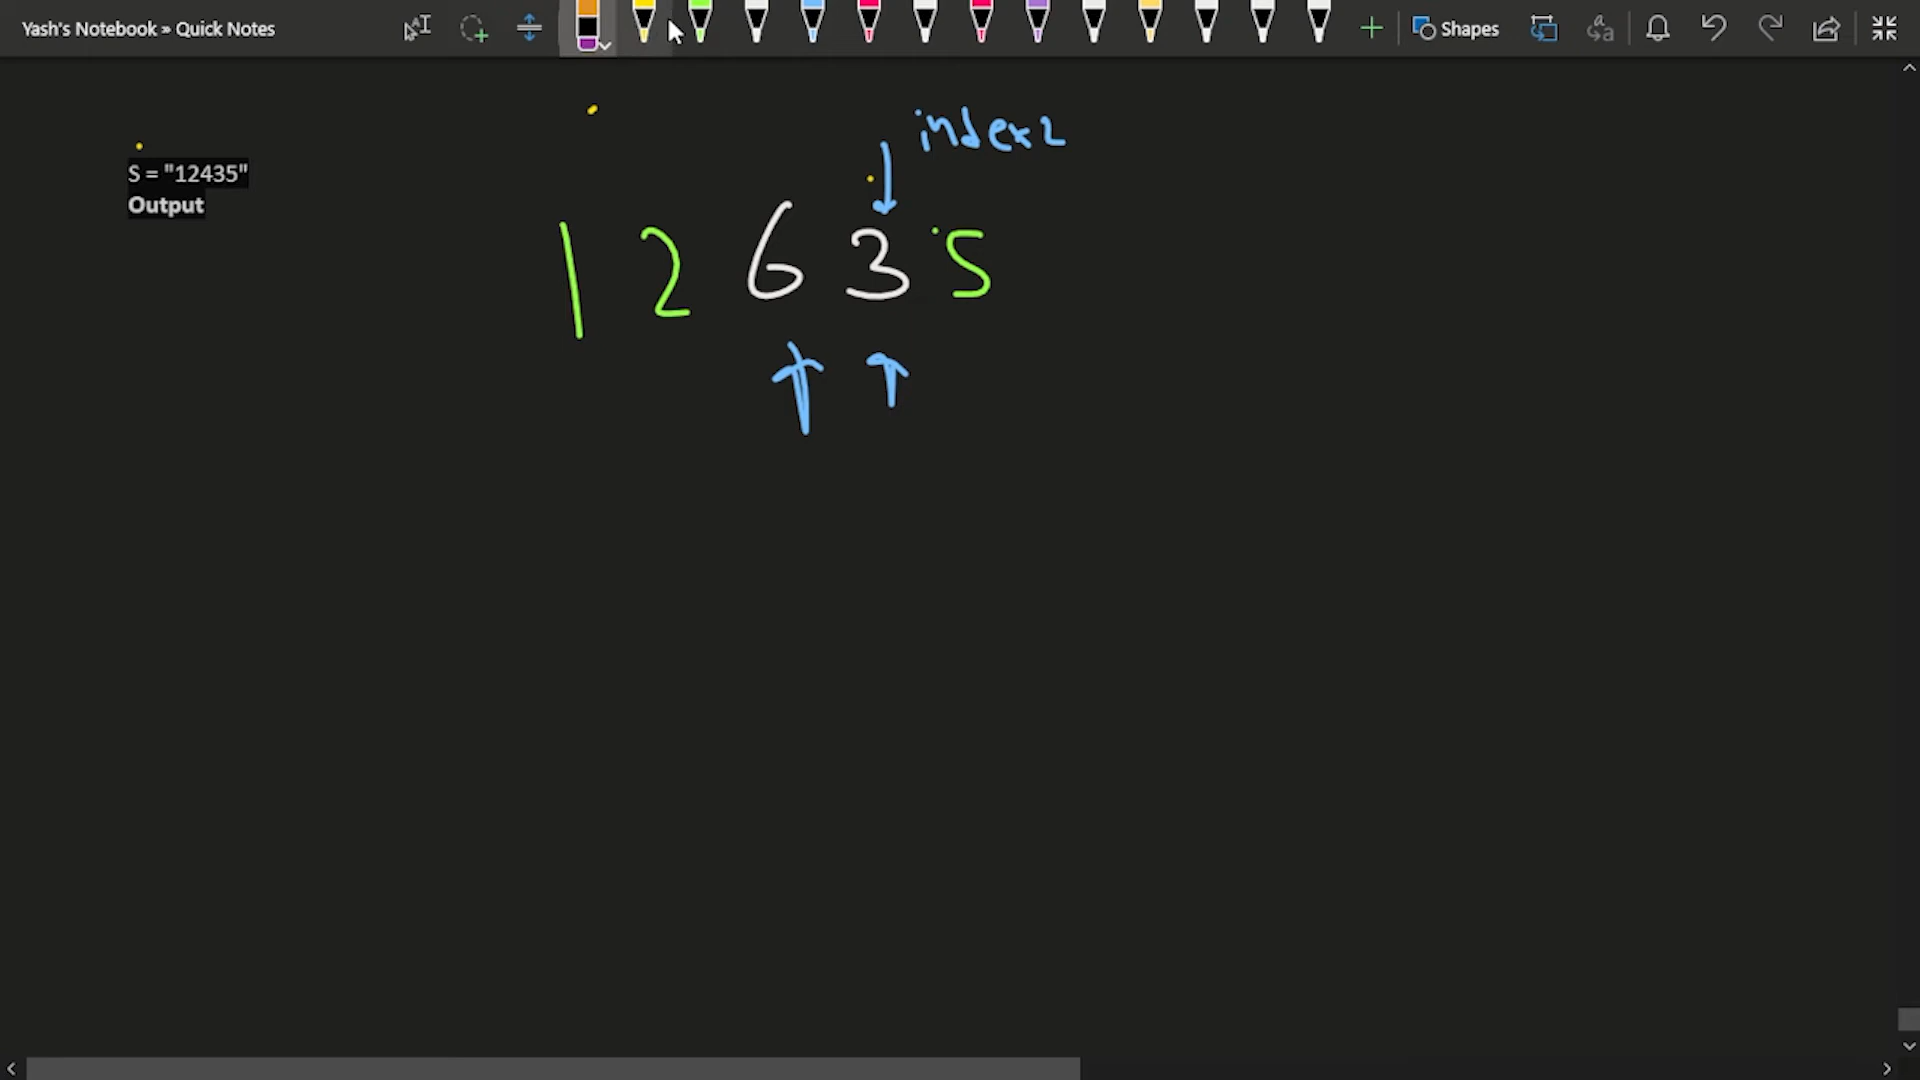 Yash's Notebook » Quick Notes
Shapes
S = "12435"
Output
index2
1 2 6 3 5